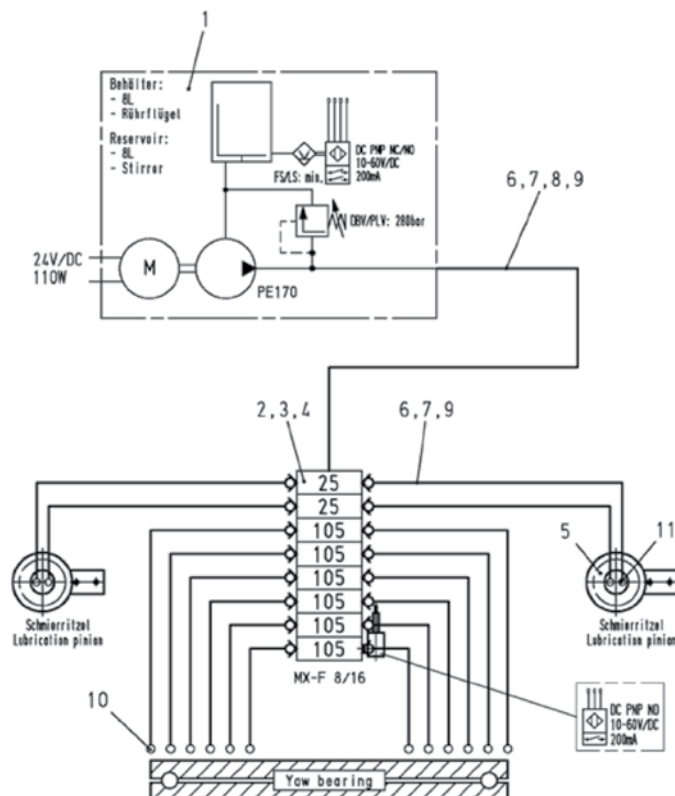 1
Behälter:
- 8L
- Rührflügel
Reservoir:
- 8L
- Stirrer
DC PNP NC/NO
10-60V/DC
200mA
FS/LS: min.
DBV/PLV: 280bar
24V/DC
110W
M
PE170
6,7,8,9
2,3,4
6,7,9
25
25
105
105
105
105
105
105
MX-F 8/16
5
11
Schmierritzel
Lubrication pinion
Schmierritzel
Lubrication pinion
10
DC PNP NO
10-60V/DC
200mA
Yaw bearing